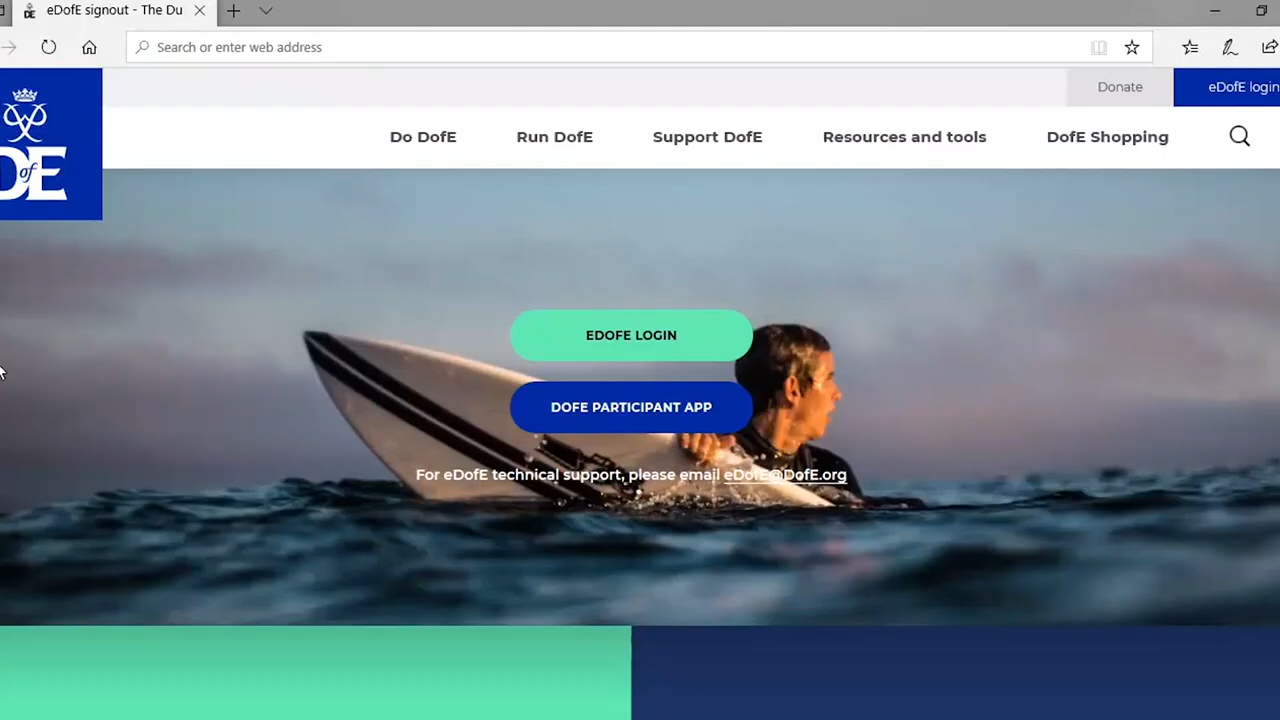 eDofE signout - The Du
Search or enter web address
Donate
eDofE login
DofE
Do DofE
Run DofE
Support DofE
Resources and tools
DofE Shopping
EDOFE LOGIN
DOFE PARTICIPANT APP
For eDofE technical support, please email eDofE@DofE.org